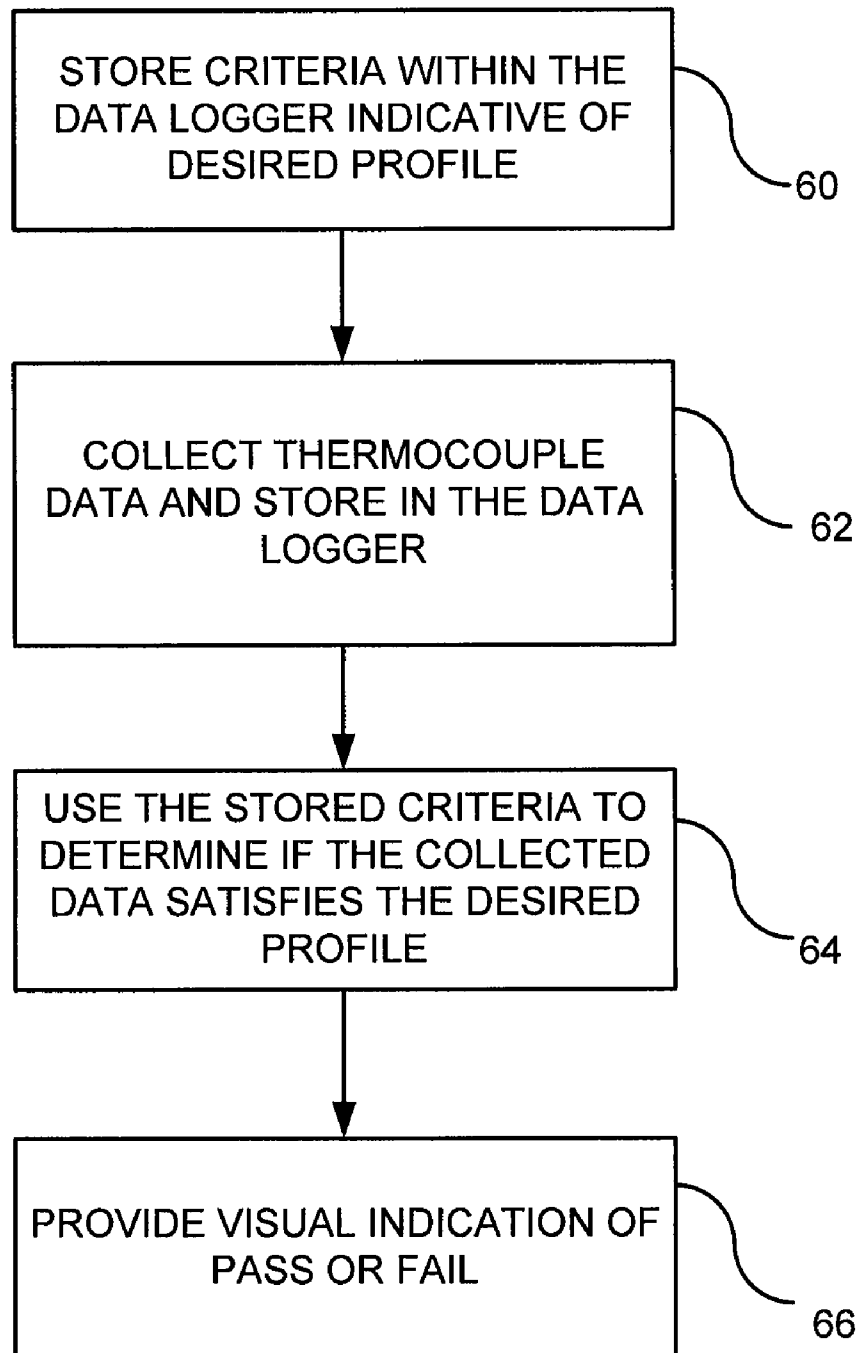 STORE CRITERIA WITHIN THE
DATA LOGGER INDICATIVE OF
DESIRED PROFILE
60
COLLECT THERMOCOUPLE
DATA AND STORE IN THE DATA
LOGGER
62
USE THE STORED CRITERIA TO
DETERMINE IF THE COLLECTED
DATA SATISFIES THE DESIRED
PROFILE
64
PROVIDE VISUAL INDICATION OF
PASS OR FAIL
66